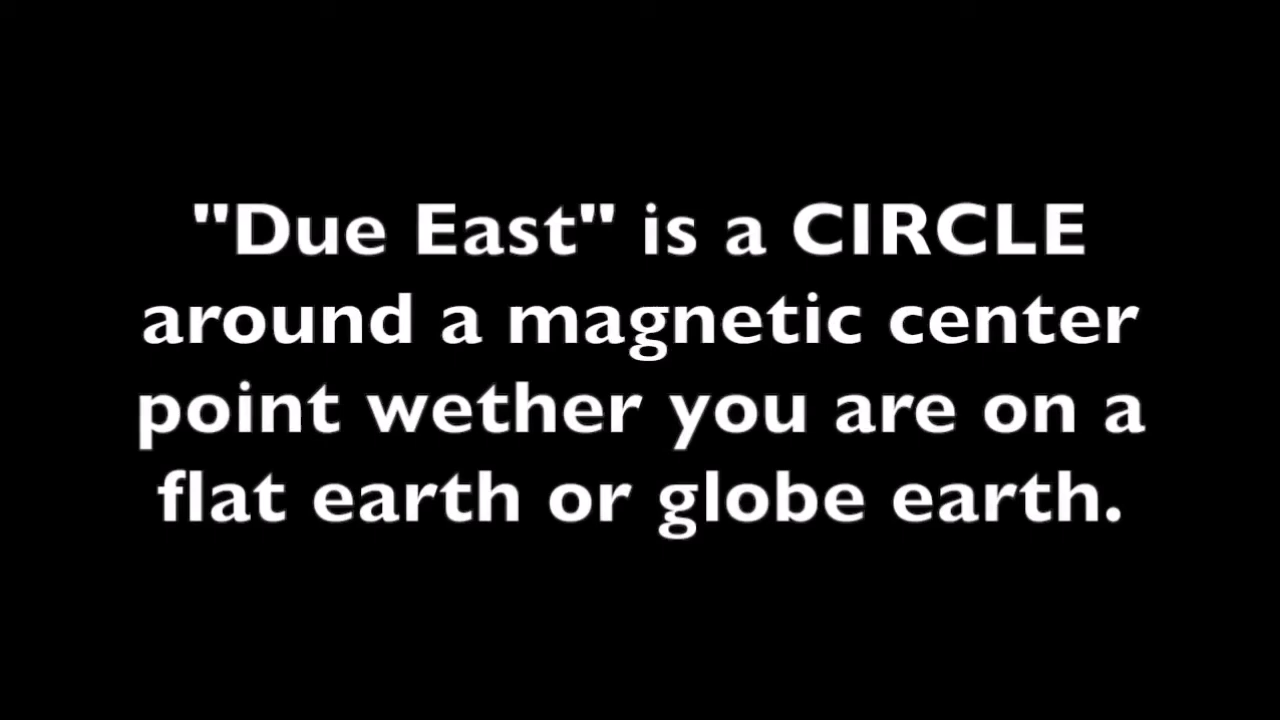 "Due East" is a CIRCLE
around a magnetic center
point wether you are on a
flat earth or globe earth.